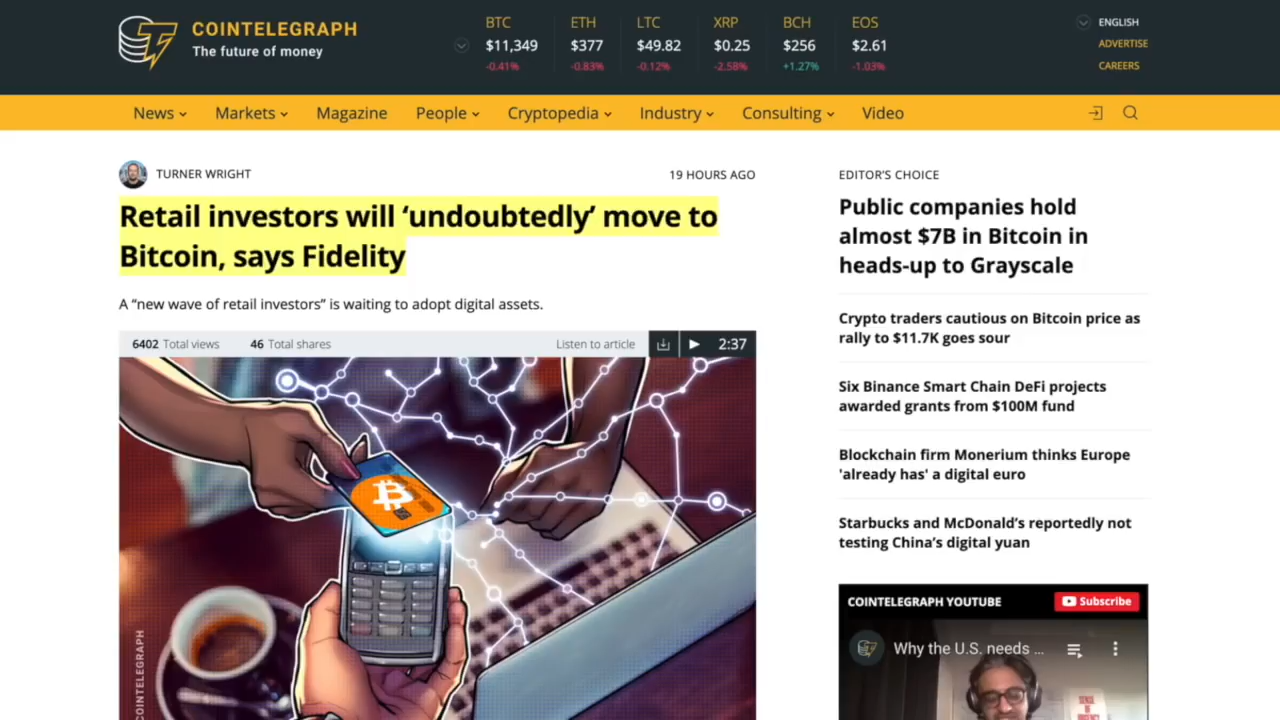 COINTELEGRAPH
The future of money
BTC
$11,349
-0.41%
ETH
$377
-0.83%
LTC
$49.82
-0.12%
XRP
$0.25
-2.58%
BCH
$256
+1.27%
EOS
$2.61
-1.03%
ENGLISH
ADVERTISE
CAREERS
News Markets Magazine People Cryptopedia Industry Consulting Video
TURNER WRIGHT 19 HOURS AGO
Retail investors will ‘undoubtedly’ move to
Bitcoin, says Fidelity
A “new wave of retail investors” is waiting to adopt digital assets.
6402 Total views 46 Total shares Listen to article 2:37
COINTELEGRAPH
EDITOR’S CHOICE
Public companies hold
almost $7B in Bitcoin in
heads-up to Grayscale
Crypto traders cautious on Bitcoin price as
rally to $11.7K goes sour
Six Binance Smart Chain DeFi projects
awarded grants from $100M fund
Blockchain firm Monerium thinks Europe
'already has' a digital euro
Starbucks and McDonald’s reportedly not
testing China’s digital yuan
COINTELEGRAPH YOUTUBE Subscribe
Why the U.S. needs ...